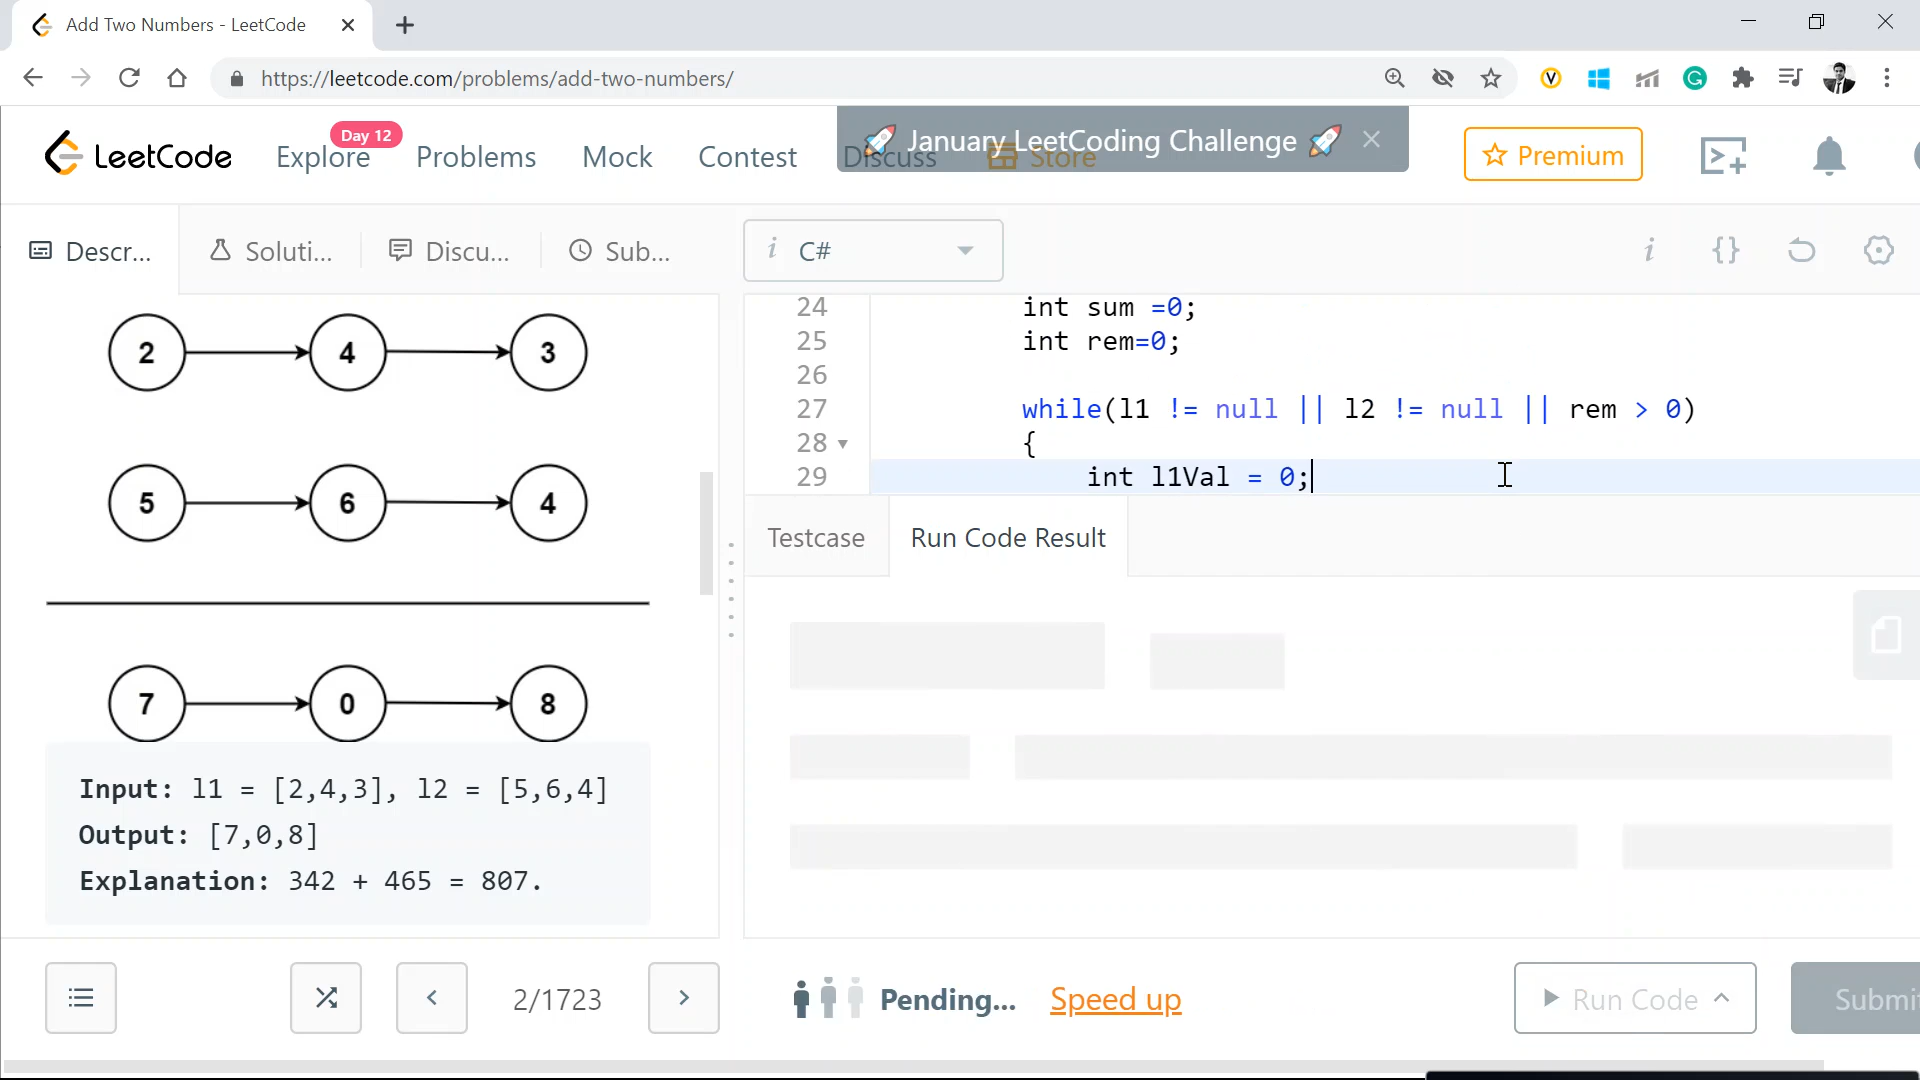 Add Two Numbers - LeetCode
https://leetcode.com/problems/add-two-numbers/
LeetCode
Explore
Day 12
Problems
Mock
Contest
Discuss
Store
🚀 January LeetCoding Challenge 🚀
Premium
Descr...
Soluti...
Discu...
Sub...
i C#
2
4
3
5
6
4
7
0
8
Input: l1 = [2,4,3], l2 = [5,6,4]
Output: [7,0,8]
Explanation: 342 + 465 = 807.
24 int sum =0;
25 int rem=0;
26
27 while(l1 != null || l2 != null || rem > 0)
28 {
29 int l1Val = 0;
Testcase
Run Code Result
2/1723
Pending...
Speed up
Run Code
Submi